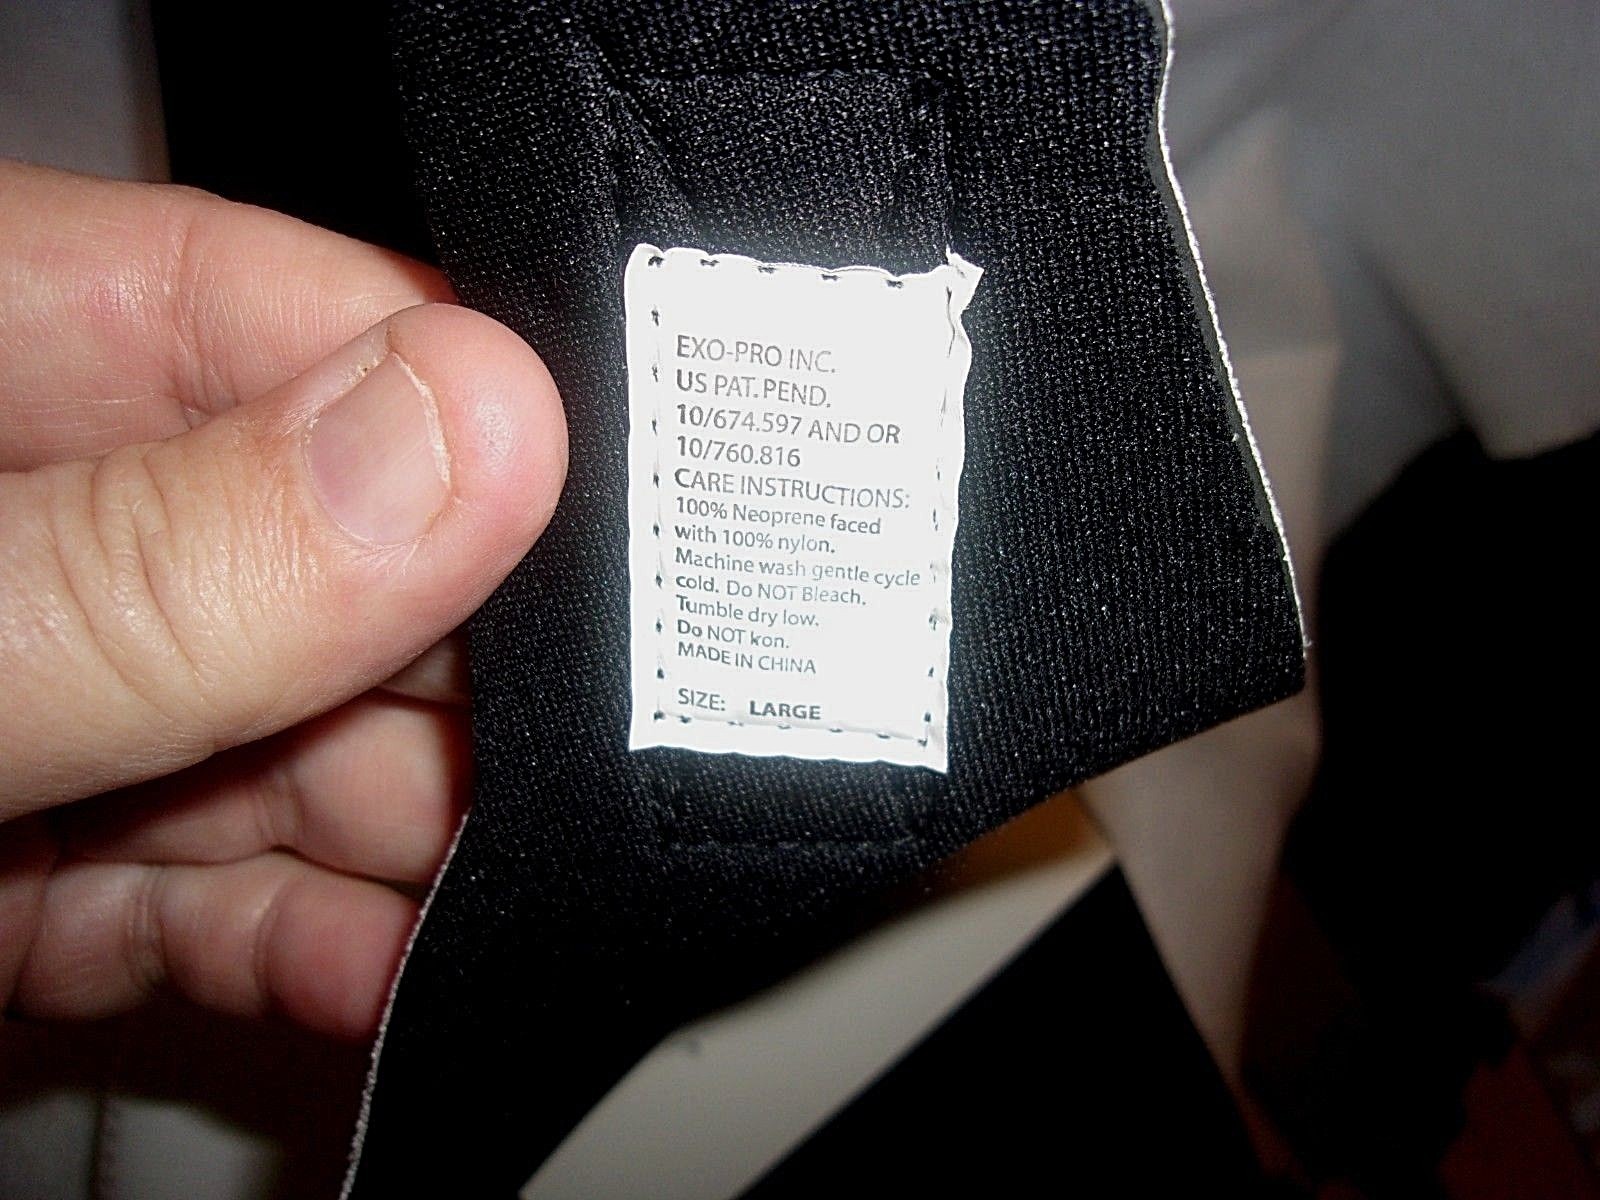 EXO-PRO INC.
US PAT. PEND.
10/674.597 AND OR
10/760.816
CARE INSTRUCTIONS:
100% Neoprene faced
with 100% nylon.
Machine wash gentle cycle
cold. Do NOT Bleach.
Tumble dry low.
Do NOT Iron.
MADE IN CHINA
SIZE: LARGE